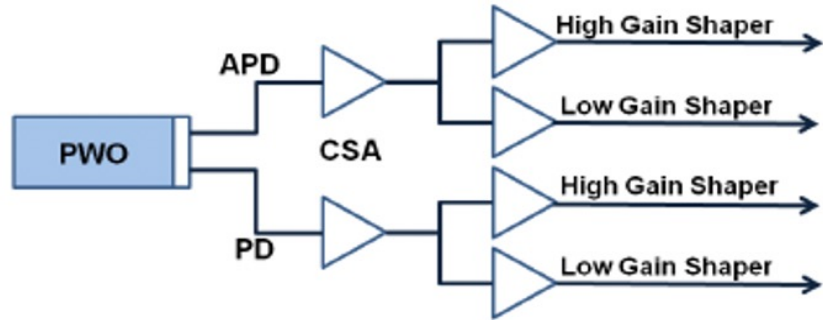 High Gain Shaper
APD
Low Gain Shaper
PWO
CSA
High Gain Shaper
PD
Low Gain Shaper